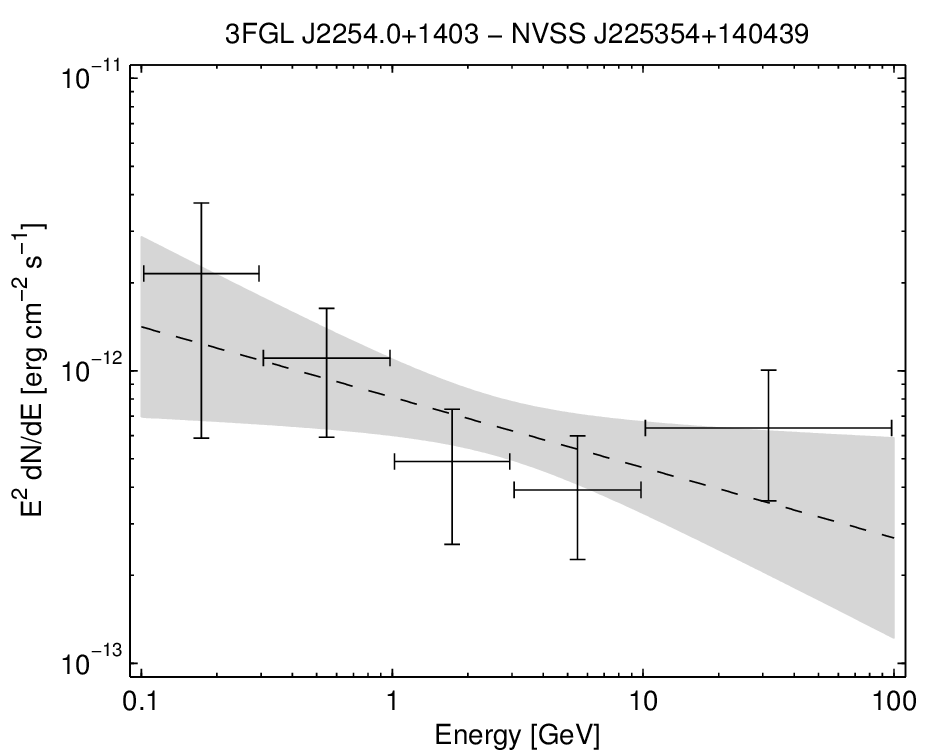 3FGL J2254.0+1403 − NVSS J225354+140439
10⁻¹¹
10⁻¹²
10⁻¹³
E² dN/dE [erg cm⁻² s⁻¹]
0.1 1 10 100
Energy [GeV]